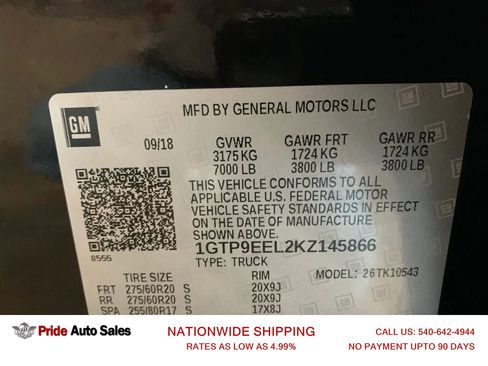 GM
MFD BY GENERAL MOTORS LLC
09/18 GVWR GAWR FRT GAWR RR
3175 KG 1724 KG 1724 KG
7000 LB 3800 LB 3800 LB
THIS VEHICLE CONFORMS TO ALL
APPLICABLE U.S. FEDERAL MOTOR
VEHICLE SAFETY STANDARDS IN EFFECT
ON THE DATE OF MANUFACTURE
SHOWN ABOVE.
1GTP9EEL2KZ145866
8555 TYPE: TRUCK MODEL: 26TK10543
TIRE SIZE RIM
FRT 275/60R20 S 20X9J
RR 275/60R20 S 20X9J
SPA 255/80R17 S 17X8J
Pride Auto Sales
NATIONWIDE SHIPPING
RATES AS LOW AS 4.99%
CALL US: 540-642-4944
NO PAYMENT UPTO 90 DAYS